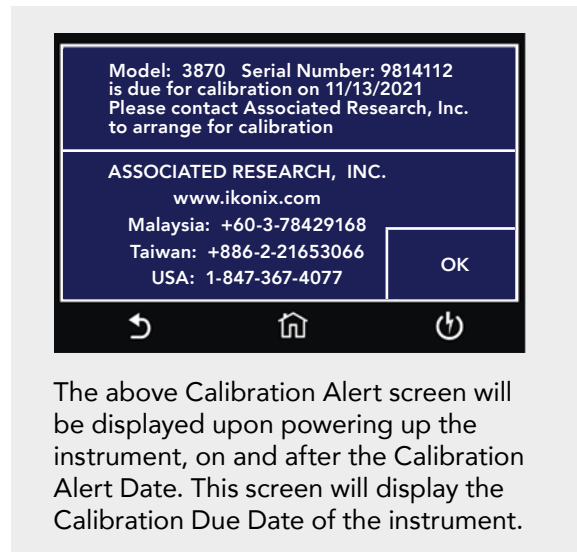 Model: 3870 Serial Number: 9814112
is due for calibration on 11/13/2021
Please contact Associated Research, Inc.
to arrange for calibration
ASSOCIATED RESEARCH, INC.
www.ikonix.com
Malaysia: +60-3-78429168
Taiwan: +886-2-21653066
USA: 1-847-367-4077
OK
The above Calibration Alert screen will
be displayed upon powering up the
instrument, on and after the Calibration
Alert Date. This screen will display the
Calibration Due Date of the instrument.